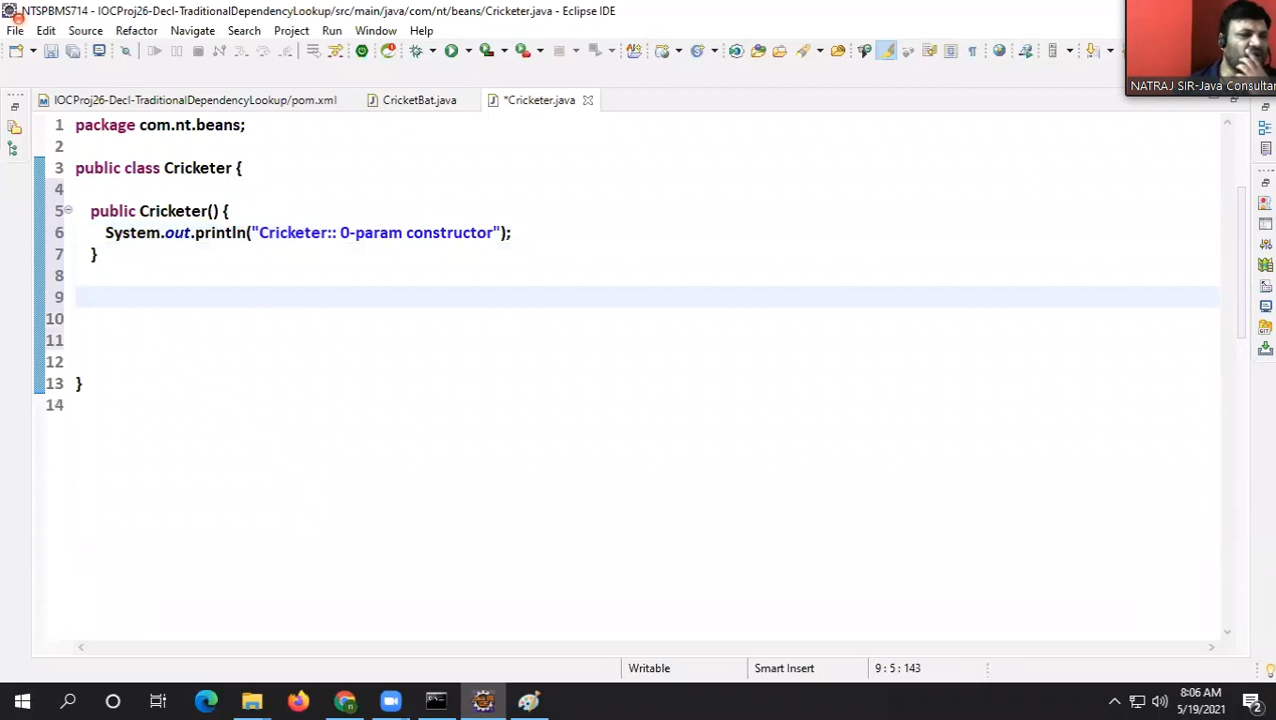 NTSPBMS714 - IOCProj26-Decl-TraditionalDependencyLookup/src/main/java/com/nt/beans/Cricketer.java - Eclipse IDE
File Edit Source Refactor Navigate Search Project Run Window Help
NATRAJ SIR-Java Consultan
IOCProj26-Decl-TraditionalDependencyLookup/pom.xml CricketBat.java *Cricketer.java
1 package com.nt.beans;
2
3 public class Cricketer {
4
5 public Cricketer() {
6 System.out.println("Cricketer:: 0-param constructor");
7 }
8
9
10
11
12
13 }
14
Writable Smart Insert 9 : 5 : 143
8:06 AM
5/19/2021
2